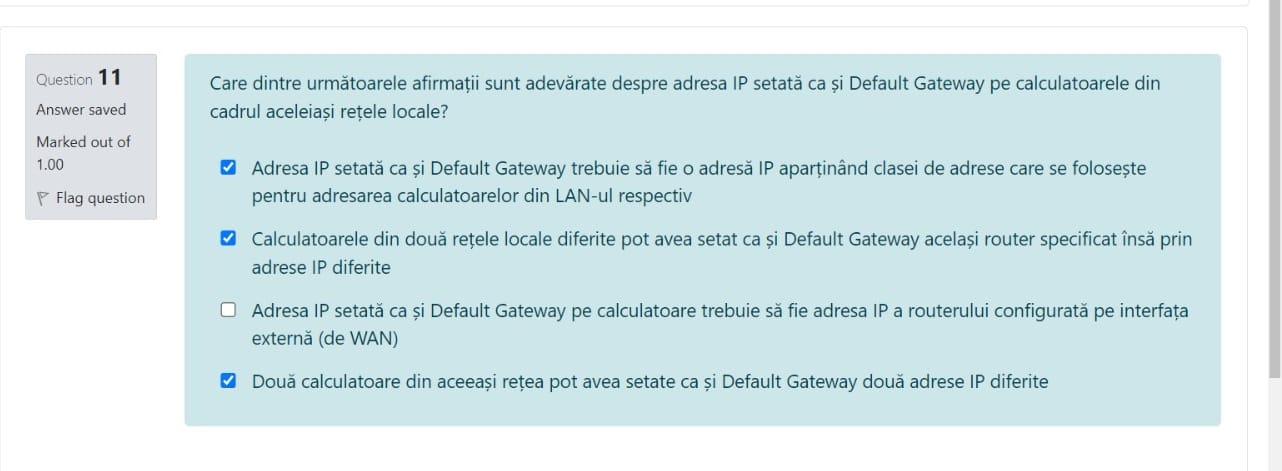 Question 11
Answer saved
Marked out of
1.00
Flag question
Care dintre următoarele afirmații sunt adevărate despre adresa IP setată ca și Default Gateway pe calculatoarele din
cadrul aceleiași rețele locale?
Adresa IP setată ca și Default Gateway trebuie să fie o adresă IP aparținând clasei de adrese care se folosește
pentru adresarea calculatoarelor din LAN-ul respectiv
Calculatoarele din două rețele locale diferite pot avea setat ca și Default Gateway același router specificat însă prin
adrese IP diferite
Adresa IP setată ca și Default Gateway pe calculatoare trebuie să fie adresa IP a routerului configurată pe interfața
externă (de WAN)
Două calculatoare din aceeași rețea pot avea setate ca și Default Gateway două adrese IP diferite